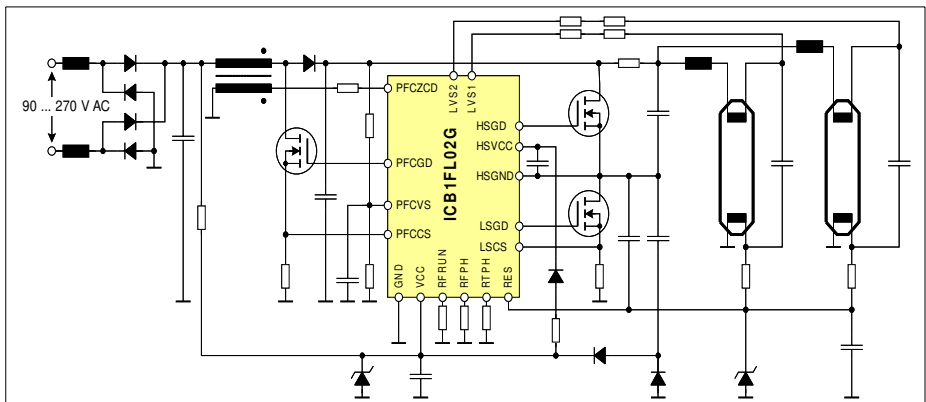 90 ... 270 V AC
LVS2
LVS1
PFCZCD
HSGD
HSVCC
PFCGD
ICB1FL02G
HSGND
PFCVS
LSGD
PFCCS
LSCS
GND
VCC
RFRUN
RFPH
RTPH
RES